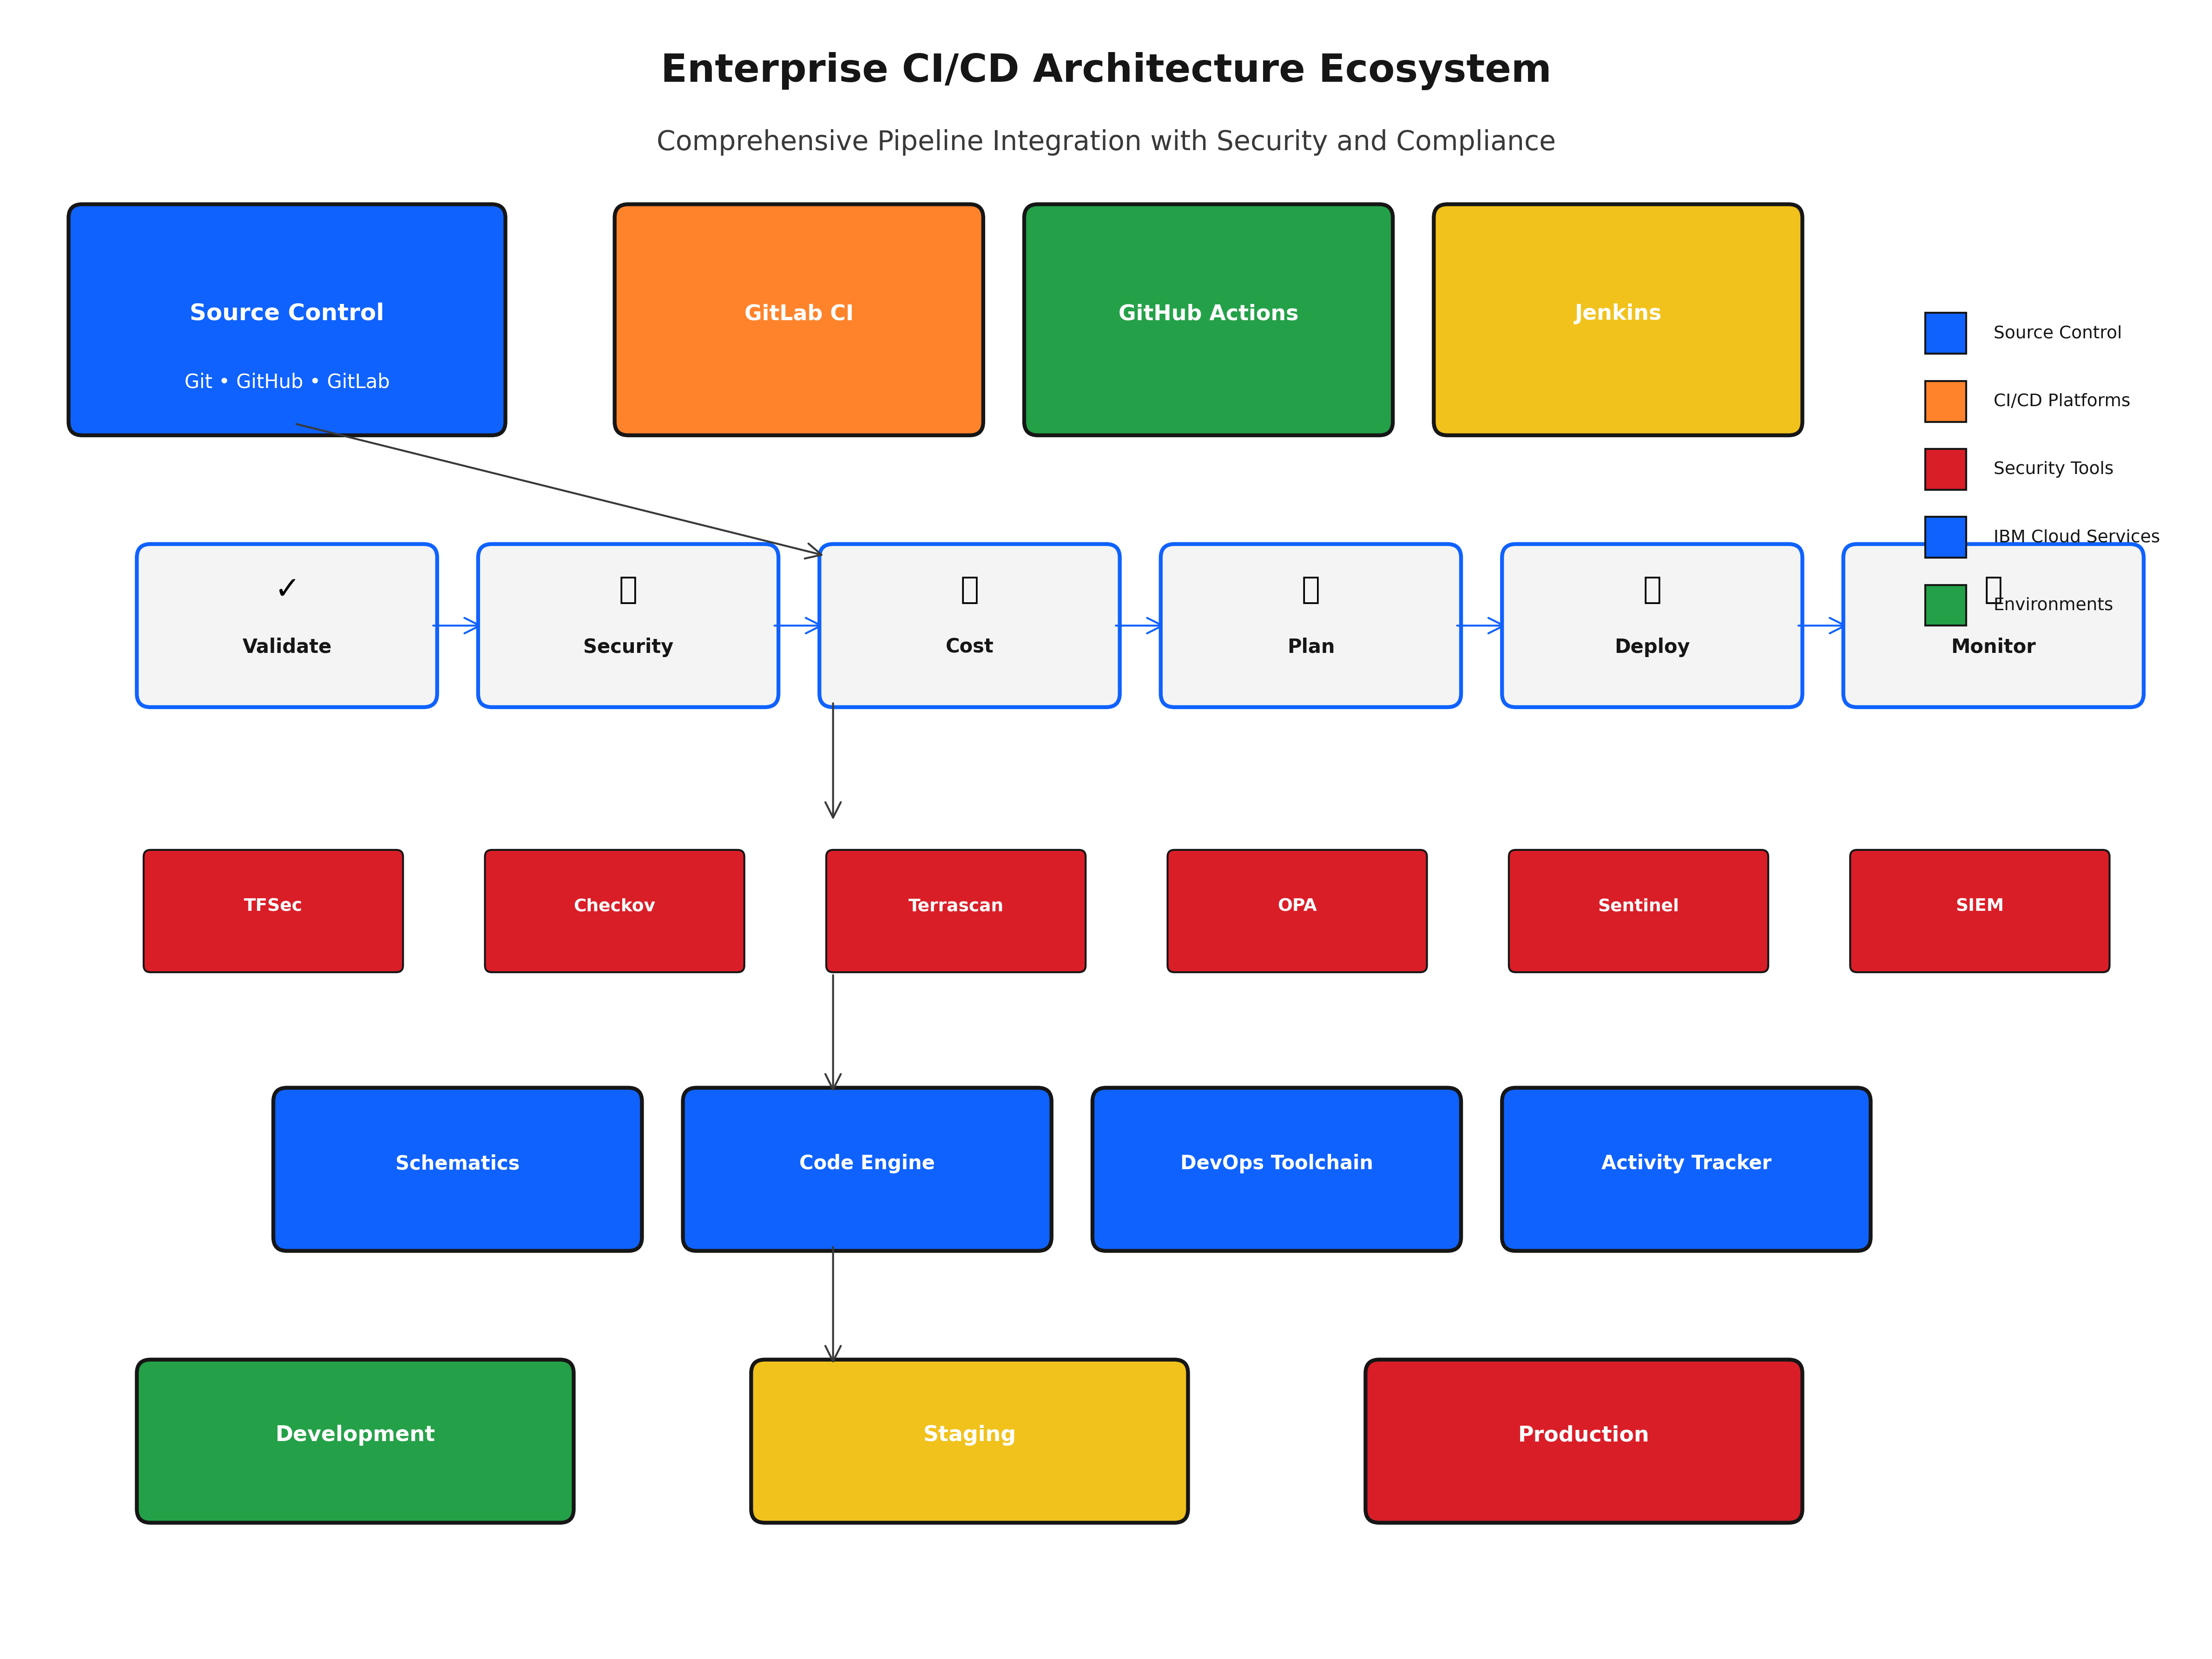 Enterprise CI/CD Architecture Ecosystem
Comprehensive Pipeline Integration with Security and Compliance
Source Control
Git • GitHub • GitLab
GitLab CI
GitHub Actions
Jenkins
Source Control
CI/CD Platforms
Security Tools
IBM Cloud Services
Environments
✓
Validate
Security
Cost
Plan
Deploy
Monitor
TFSec
Checkov
Terrascan
OPA
Sentinel
SIEM
Schematics
Code Engine
DevOps Toolchain
Activity Tracker
Development
Staging
Production